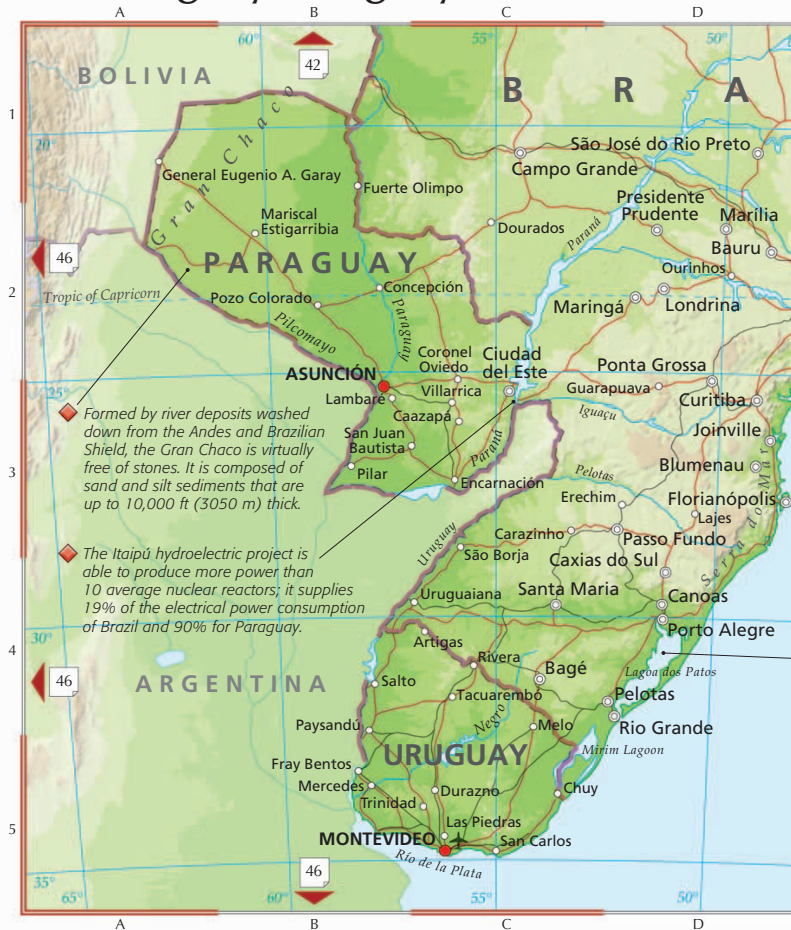 A
B
C
D
60°
55°
50°
42
BOLIVIA
B R A
1
20°
Gran Chaco
São José do Rio Preto
Campo Grande
General Eugenio A. Garay
Fuerte Olimpo
Presidente
Prudente
Marília
Mariscal
Estigarribia
Dourados
Paraná
Bauru
46
PARAGUAY
Ourinhos
2
Tropic of Capricorn
Concepción
Pozo Colorado
Paraguay
Maringá
Londrina
Pilcomayo
Coronel
Oviedo
Ciudad
del Este
Ponta Grossa
25°
ASUNCIÓN
Villarrica
Guarapuava
Lambaré
Curitiba
Caazapá
Iguaçu
Formed by river deposits washed
down from the Andes and Brazilian
Shield, the Gran Chaco is virtually
free of stones. It is composed of
sand and silt sediments that are
up to 10,000 ft (3050 m) thick.
San Juan
Bautista
Paraná
Joinville
3
Pilar
Encarnación
Pelotas
Blumenau
Erechim
Florianópolis
Lajes
Serra do Mar
Uruguay
Carazinho
Passo Fundo
São Borja
Caxias do Sul
The Itaipú hydroelectric project is
able to produce more power than
10 average nuclear reactors; it supplies
19% of the electrical power consumption
of Brazil and 90% for Paraguay.
Uruguaiana
Santa Maria
Canoas
30°
Porto Alegre
4
Artigas
Rivera
Bagé
Lagoa dos Patos
46
ARGENTINA
Salto
Tacuarembó
Pelotas
Negro
Paysandú
Melo
Rio Grande
URUGUAY
Mirim Lagoon
Fray Bentos
Mercedes
Durazno
Chuy
Trinidad
5
Las Piedras
MONTEVIDEO
San Carlos
Río de la Plata
46
35°
65°
60°
55°
50°
A
B
C
D